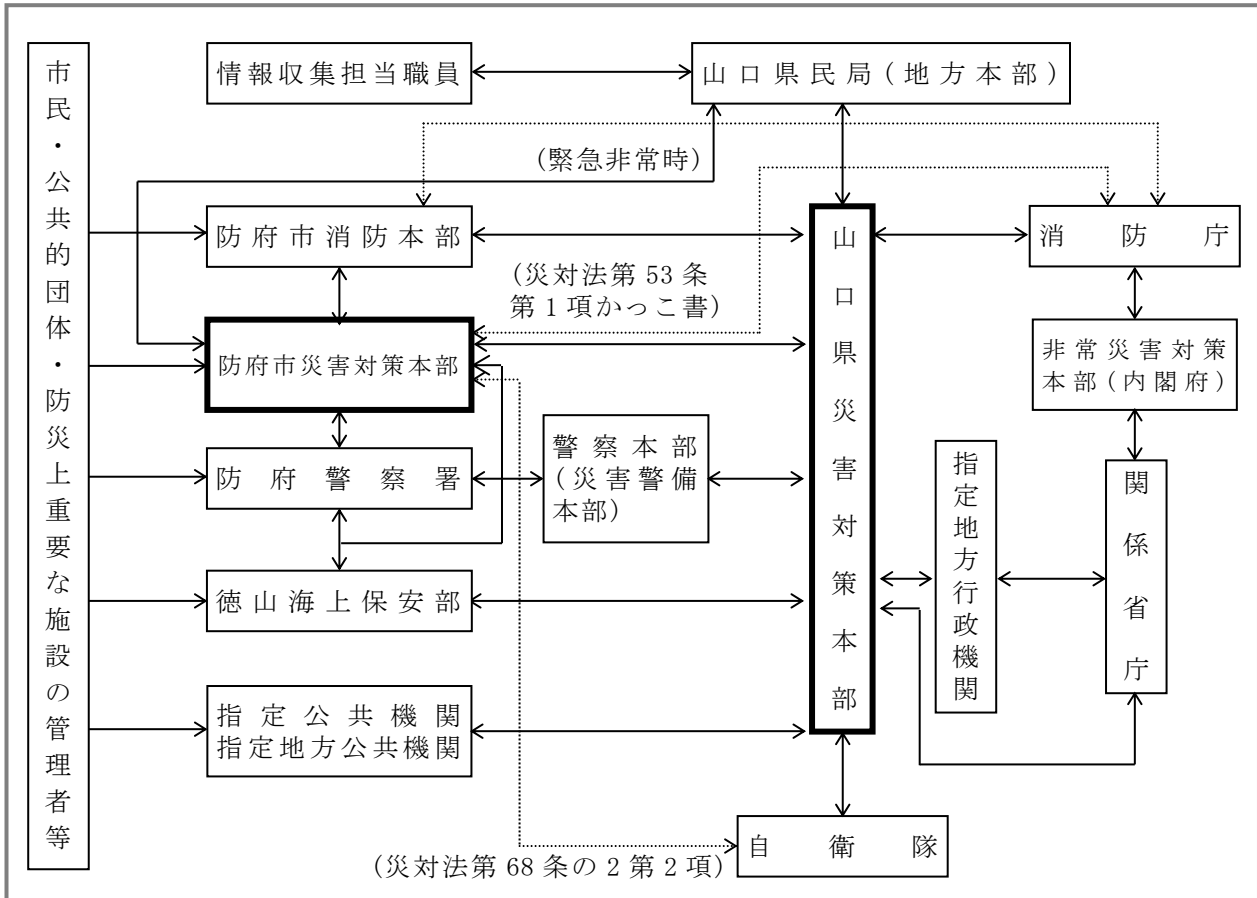 市民・公共的団体・防災上重要な施設の管理者等
情報収集担当職員
山口県民局(地方本部)
(緊急非常時)
防府市消防本部
(災対法第53条
第1項かっこ書)
防府市災害対策本部
防府警察署
警察本部
(災害警備
本部)
徳山海上保安部
指定公共機関
指定地方公共機関
山口県災害対策本部
消防庁
非常災害対策
本部(内閣府)
指定地方行政機関
関係省庁
自衛隊
(災対法第68条の2第2項)